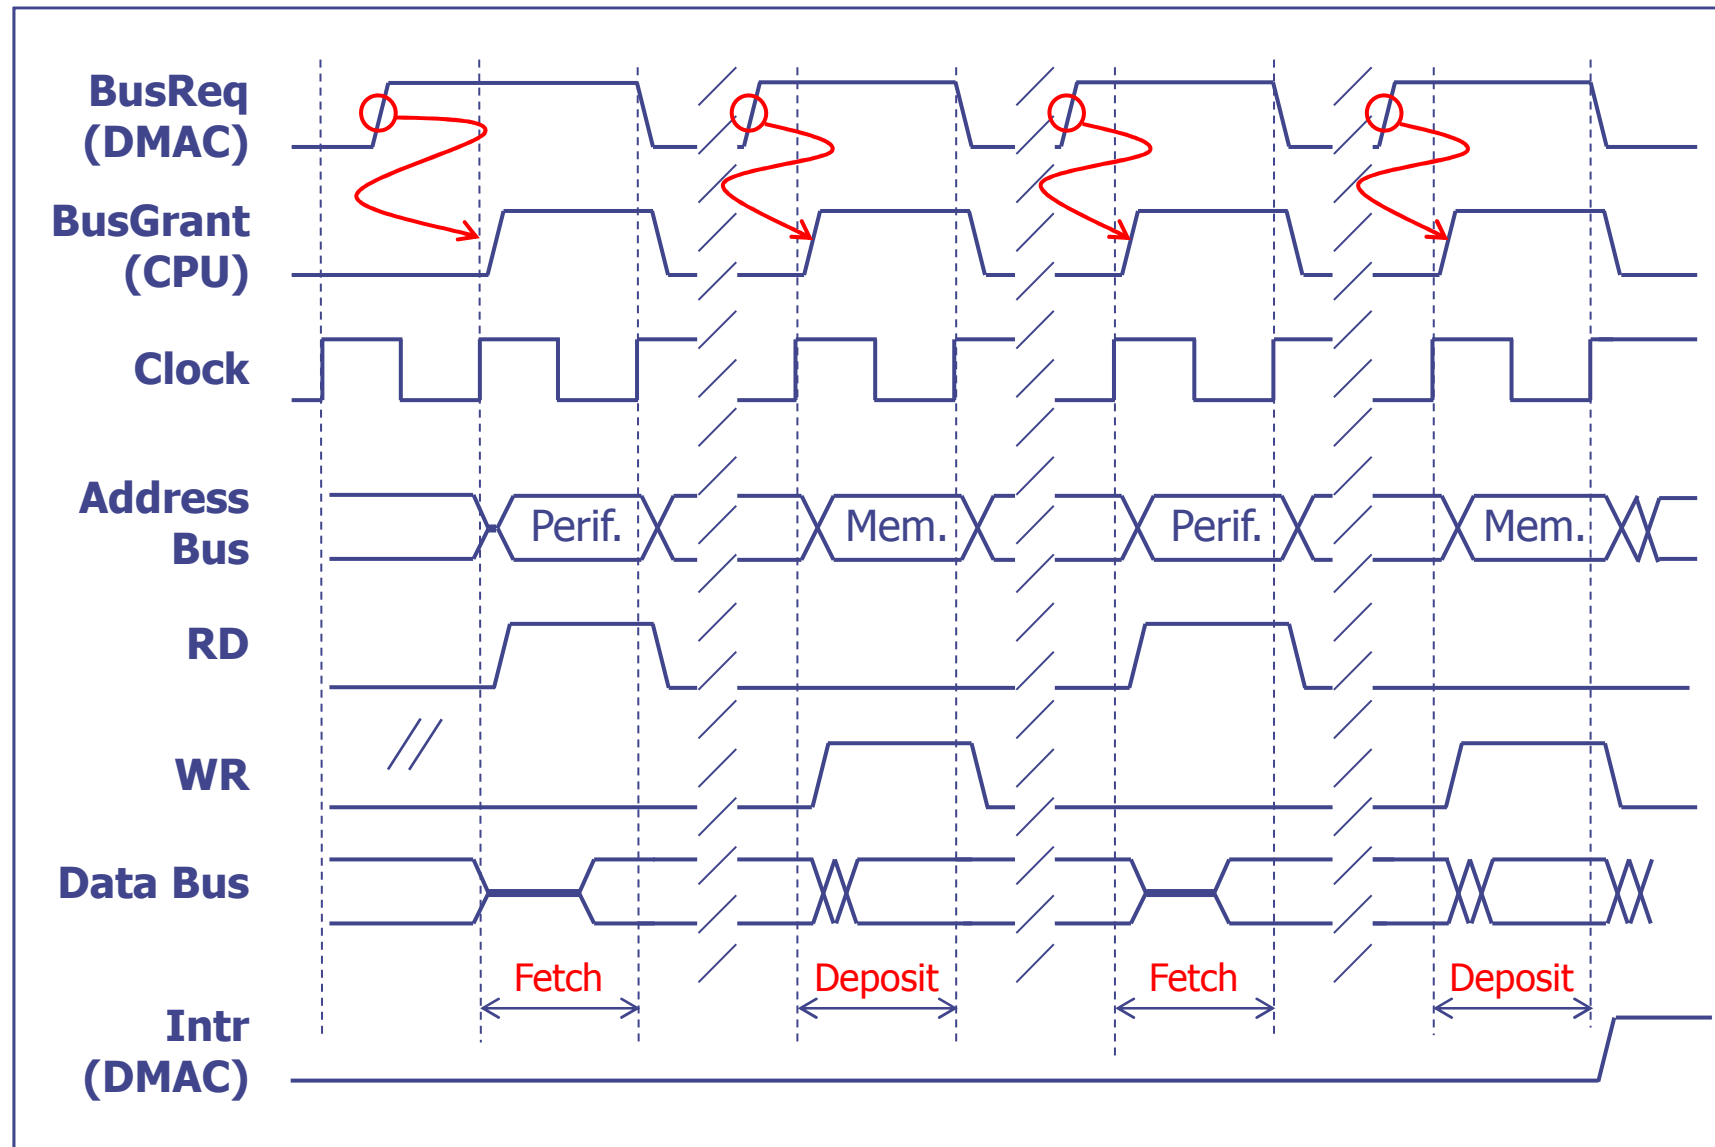 BusReq
(DMAC)
BusGrant
(CPU)
Clock
Address
Bus
Perif.
Mem.
Perif.
Mem.
RD
WR
Data Bus
Fetch
Deposit
Fetch
Deposit
Intr
(DMAC)